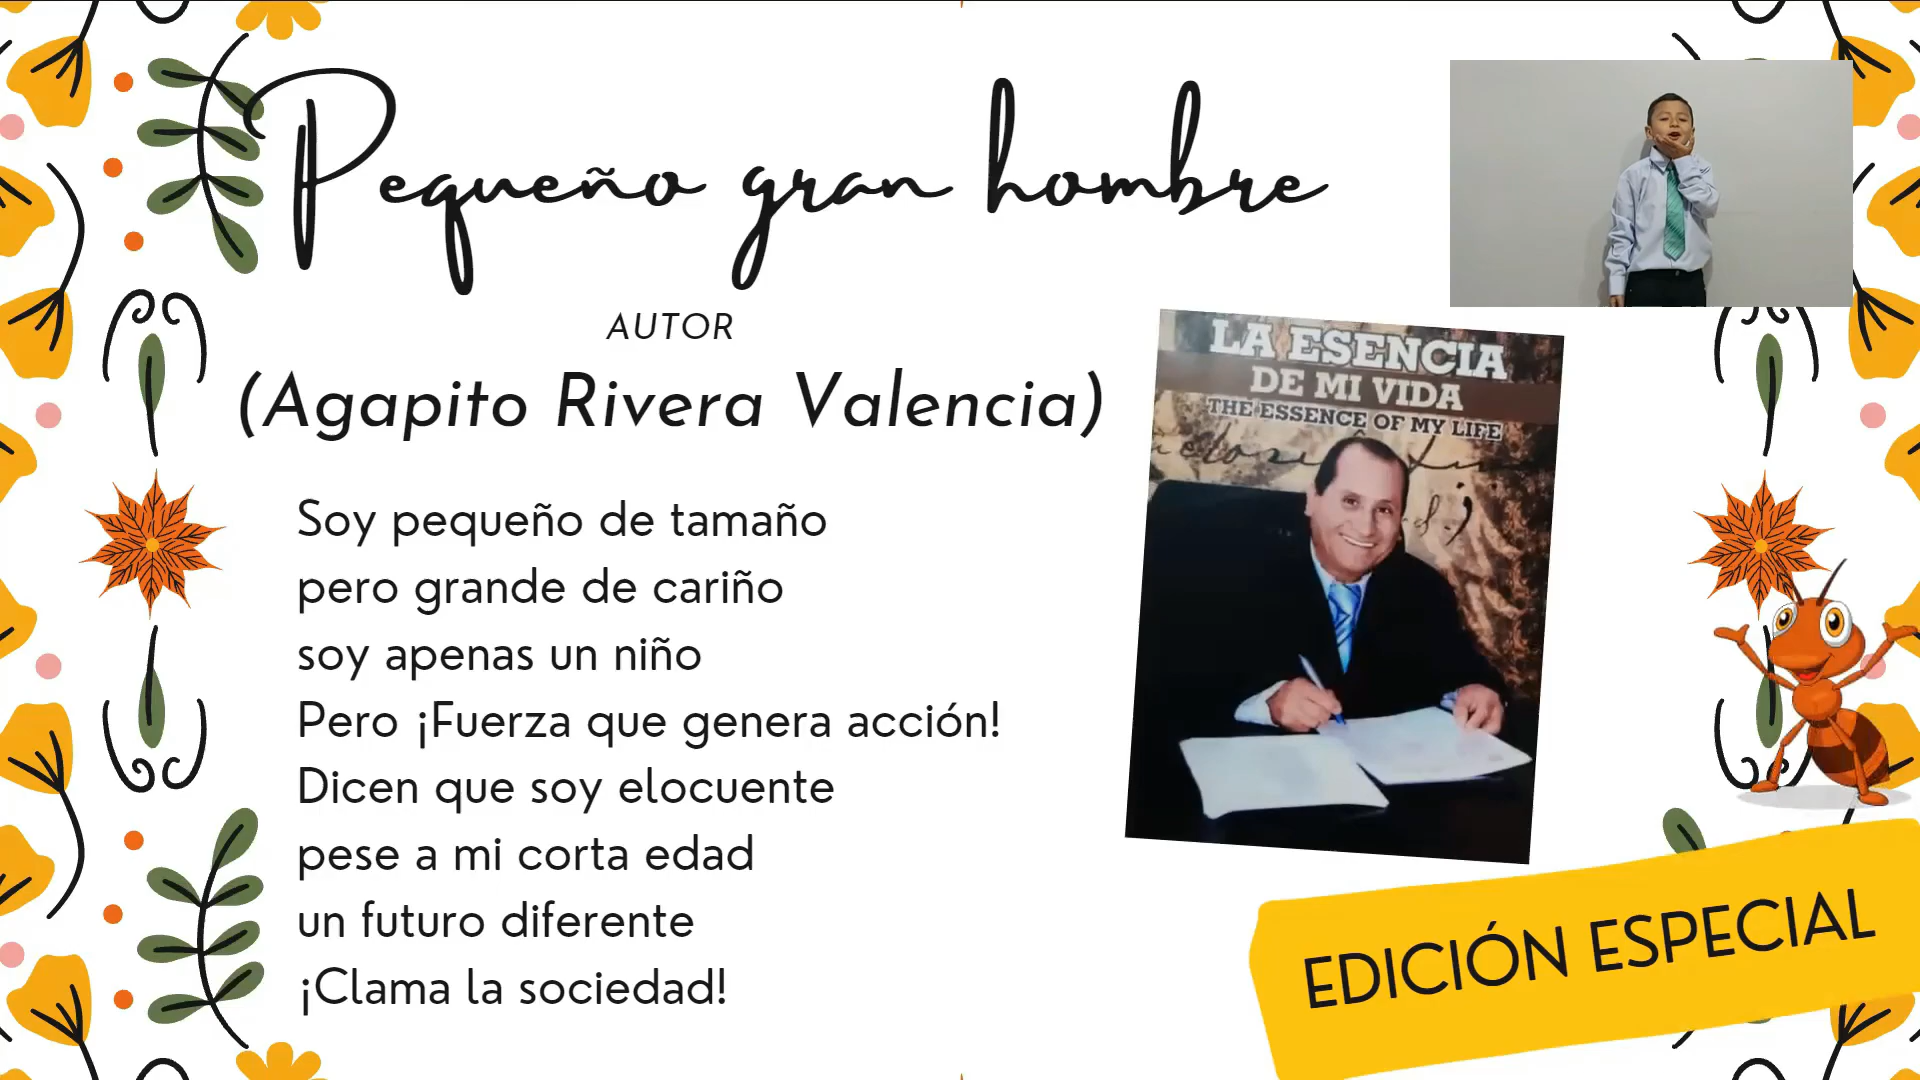 Pequeño gran hombre
AUTOR
(Agapito Rivera Valencia)
Soy pequeño de tamaño
pero grande de cariño
soy apenas un niño
Pero ¡Fuerza que genera acción!
Dicen que soy elocuente
pese a mi corta edad
un futuro diferente
¡Clama la sociedad!
LA ESENCIA
DE MI VIDA
THE ESSENCE OF MY LIFE
EDICIÓN ESPECIAL